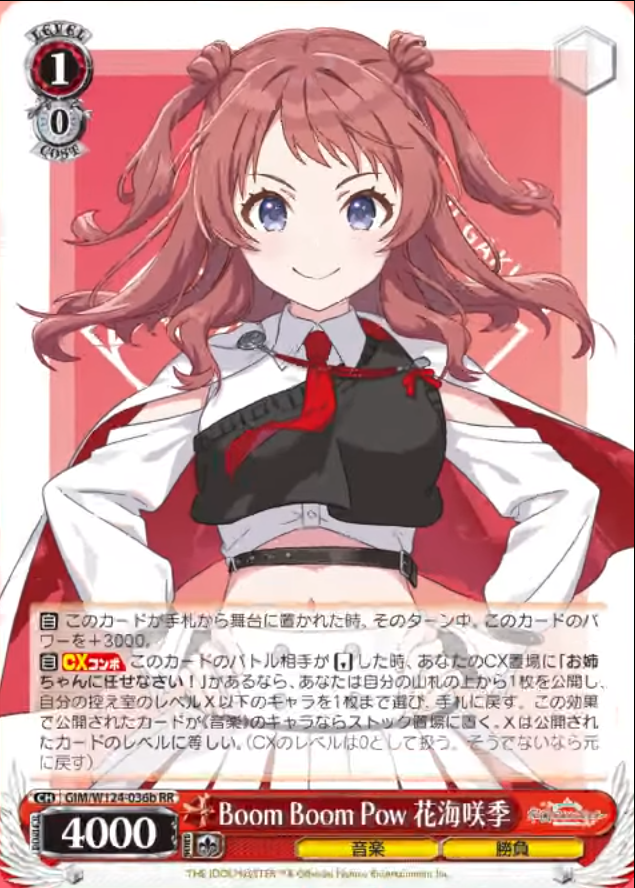 LEVEL
1
0
COST
GAKU
自 このカードが手札から舞台に置かれた時、そのターン中、このカードのパ
ワーを+3000。
自 CXコンボ このカードのバトル相手が した時、あなたのCX置場に「お姉
ちゃんに任せなさい!」があるなら、あなたは自分の山札の上から1枚を公開し、
自分の控え室のレベルX以下のキャラを1枚まで選び、手札に戻す。この効果
で公開されたカードが《音楽》のキャラならストック置場に置く。Xは公開され
たカードのレベルに等しい。(CXのレベルは0として扱う。そうでないなら元
に戻す)
CH GIM/W124-036b RR
POWER 4000
Boom Boom Pow 花海咲季
音楽 勝負
THE IDOLM@STER™& ©Bandai Namco Entertainment Inc.